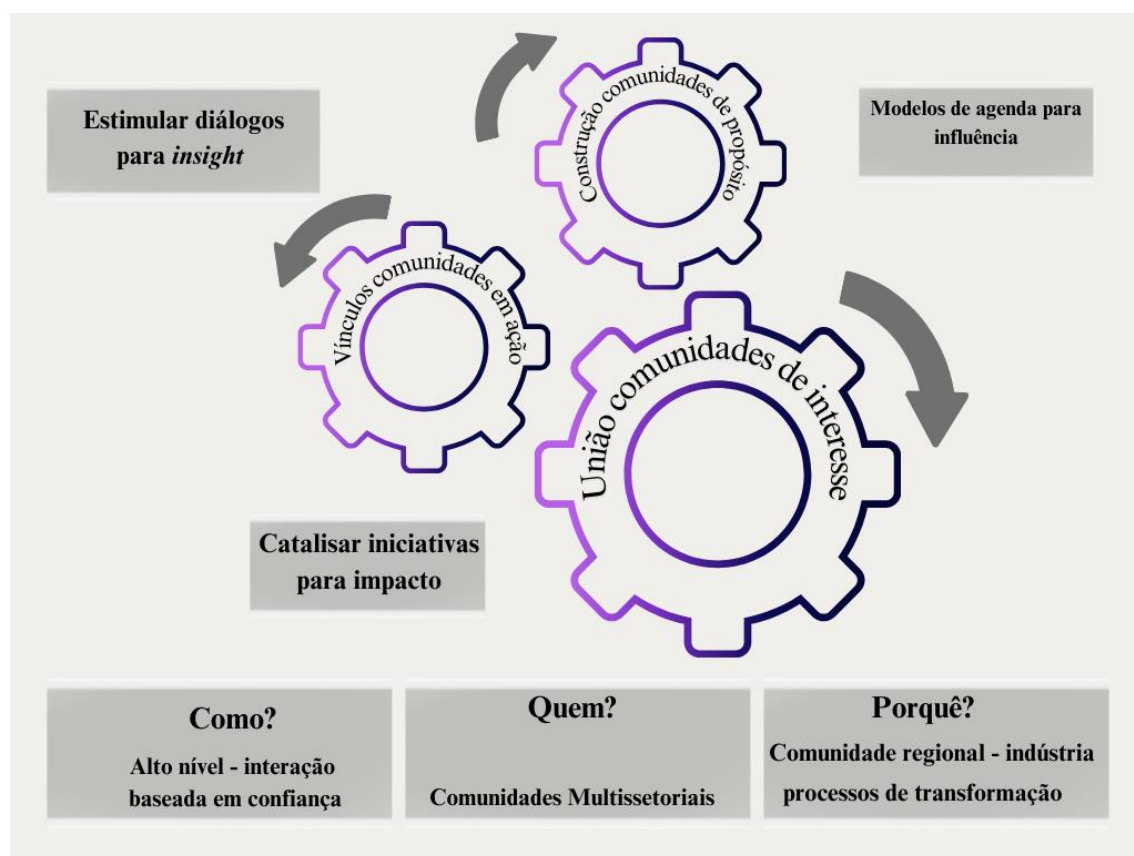 Estimular diálogos
para insight
Construção comunidades de propósito
Modelos de agenda para
influência
Vínculos comunidades em ação
União comunidades de interesse
Catalisar iniciativas
para impacto
Como?
Alto nível - interação
baseada em confiança
Quem?
Comunidades Multissetoriais
Porquê?
Comunidade regional - indústria
processos de transformação